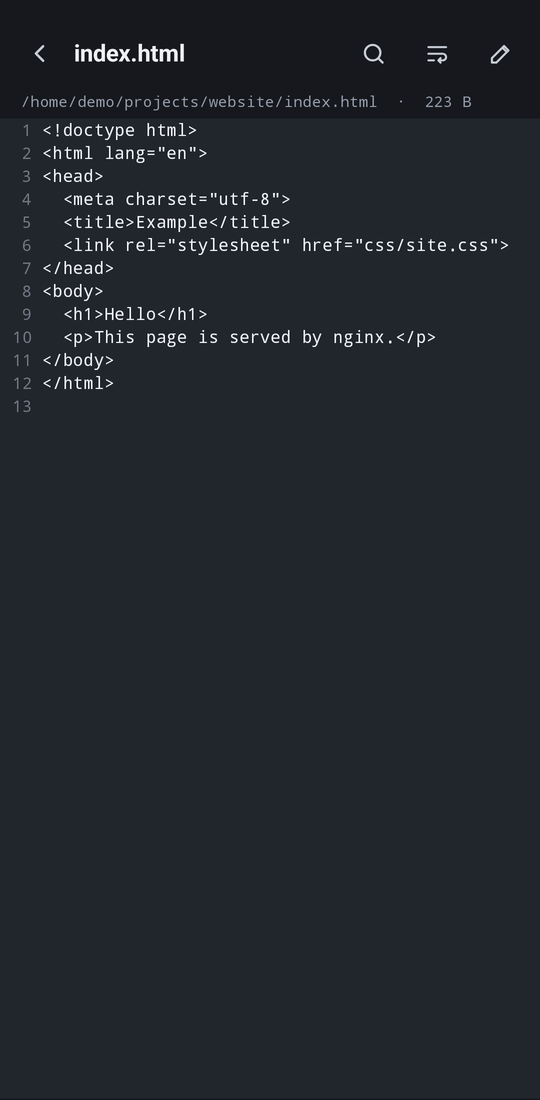 index.html
/home/demo/projects/website/index.html · 223 B
1 <!doctype html>
2 <html lang="en">
3 <head>
4   <meta charset="utf-8">
5   <title>Example</title>
6   <link rel="stylesheet" href="css/site.css">
7 </head>
8 <body>
9   <h1>Hello</h1>
10   <p>This page is served by nginx.</p>
11 </body>
12 </html>
13